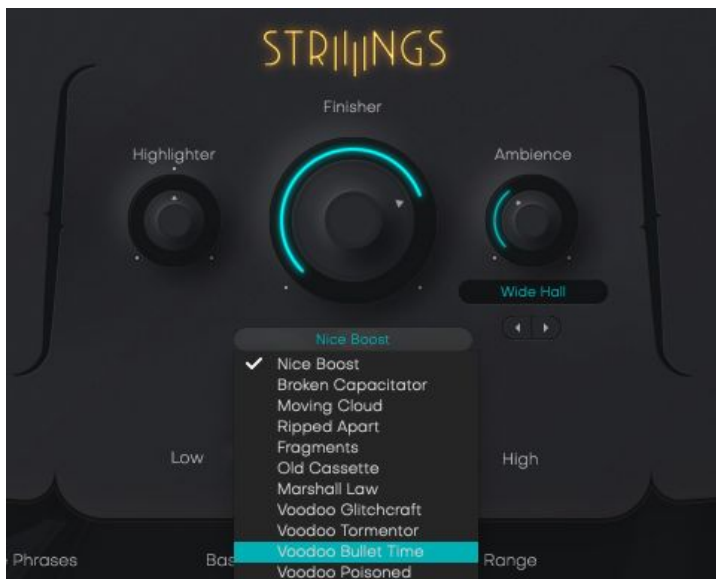 STRINGS
Finisher
Highlighter
Ambience
Wide Hall
Nice Boost
Nice Boost
Broken Capacitator
Moving Cloud
Ripped Apart
Fragments
Old Cassette
Marshall Law
Voodoo Glitchcraft
Voodoo Tormentor
Voodoo Bullet Time
Voodoo Poisoned
Low
High
Phrases
Range